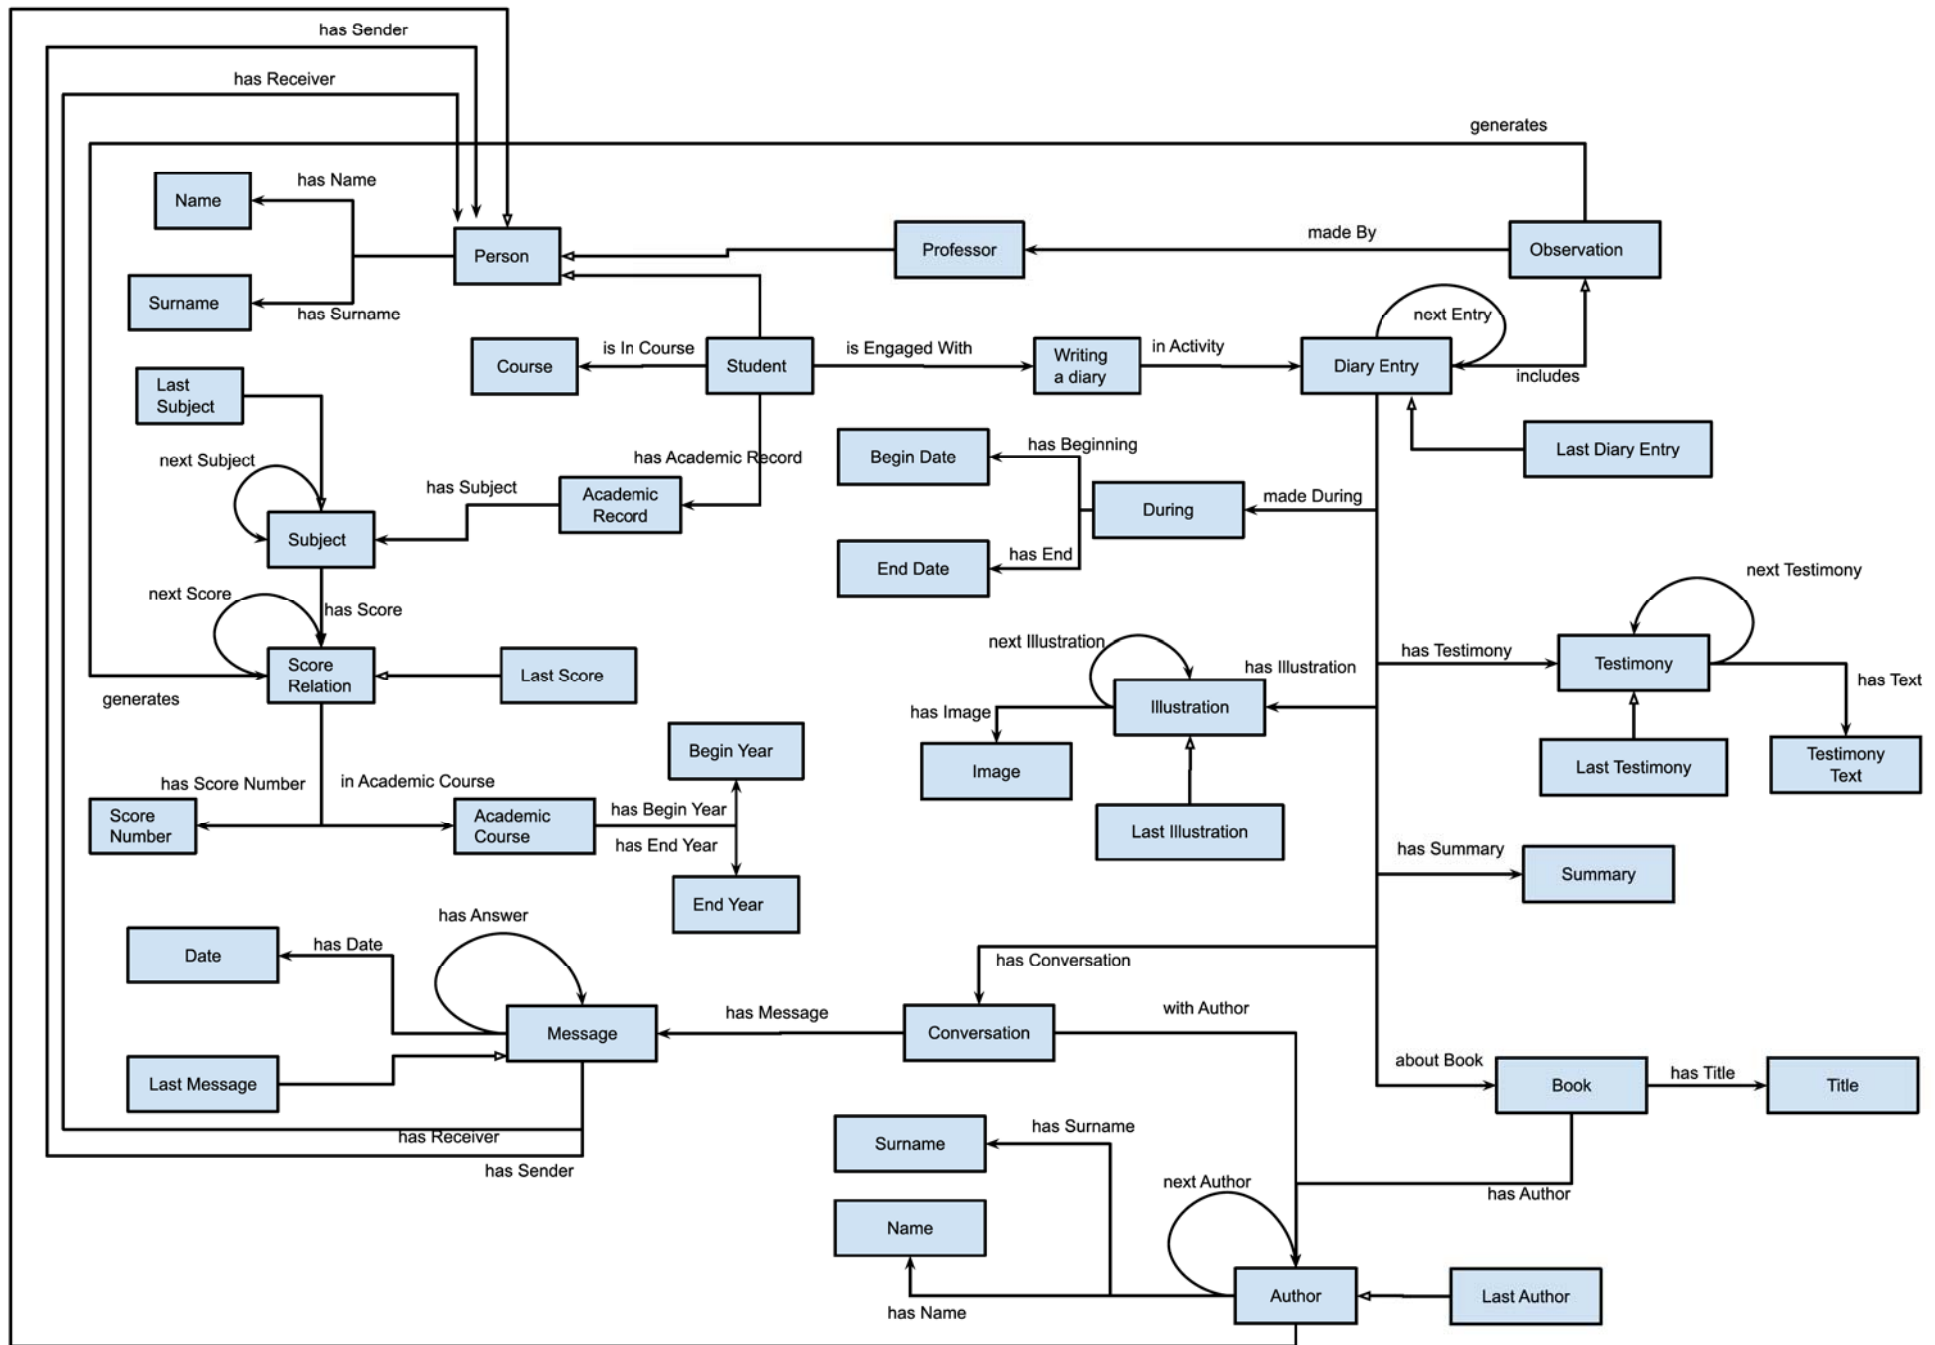 has Sender
has Receiver
generates
has Name
Name
Person
Professor
made By
Observation
Surname
has Surname
next Entry
Course
is In Course
Student
is Engaged With
Writing
a diary
in Activity
Diary Entry
includes
Last
Subject
Last Diary Entry
next Subject
has Academic Record
has Beginning
Begin Date
has Subject
Academic
Record
made During
During
Subject
has End
End Date
next Score
has Score
next Testimony
next Illustration
has Illustration
has Testimony
Testimony
has Text
Score
Relation
Last Score
generates
has Image
Illustration
Image
Last Testimony
Testimony
Text
Begin Year
has Score Number
in Academic Course
Score
Number
Academic
Course
has Begin Year
has End Year
Last Illustration
has Summary
Summary
End Year
has Answer
Date
has Date
has Conversation
Message
has Message
Conversation
with Author
Last Message
about Book
Book
has Title
Title
has Receiver
has Sender
Surname
has Surname
next Author
has Author
Name
has Name
Author
Last Author